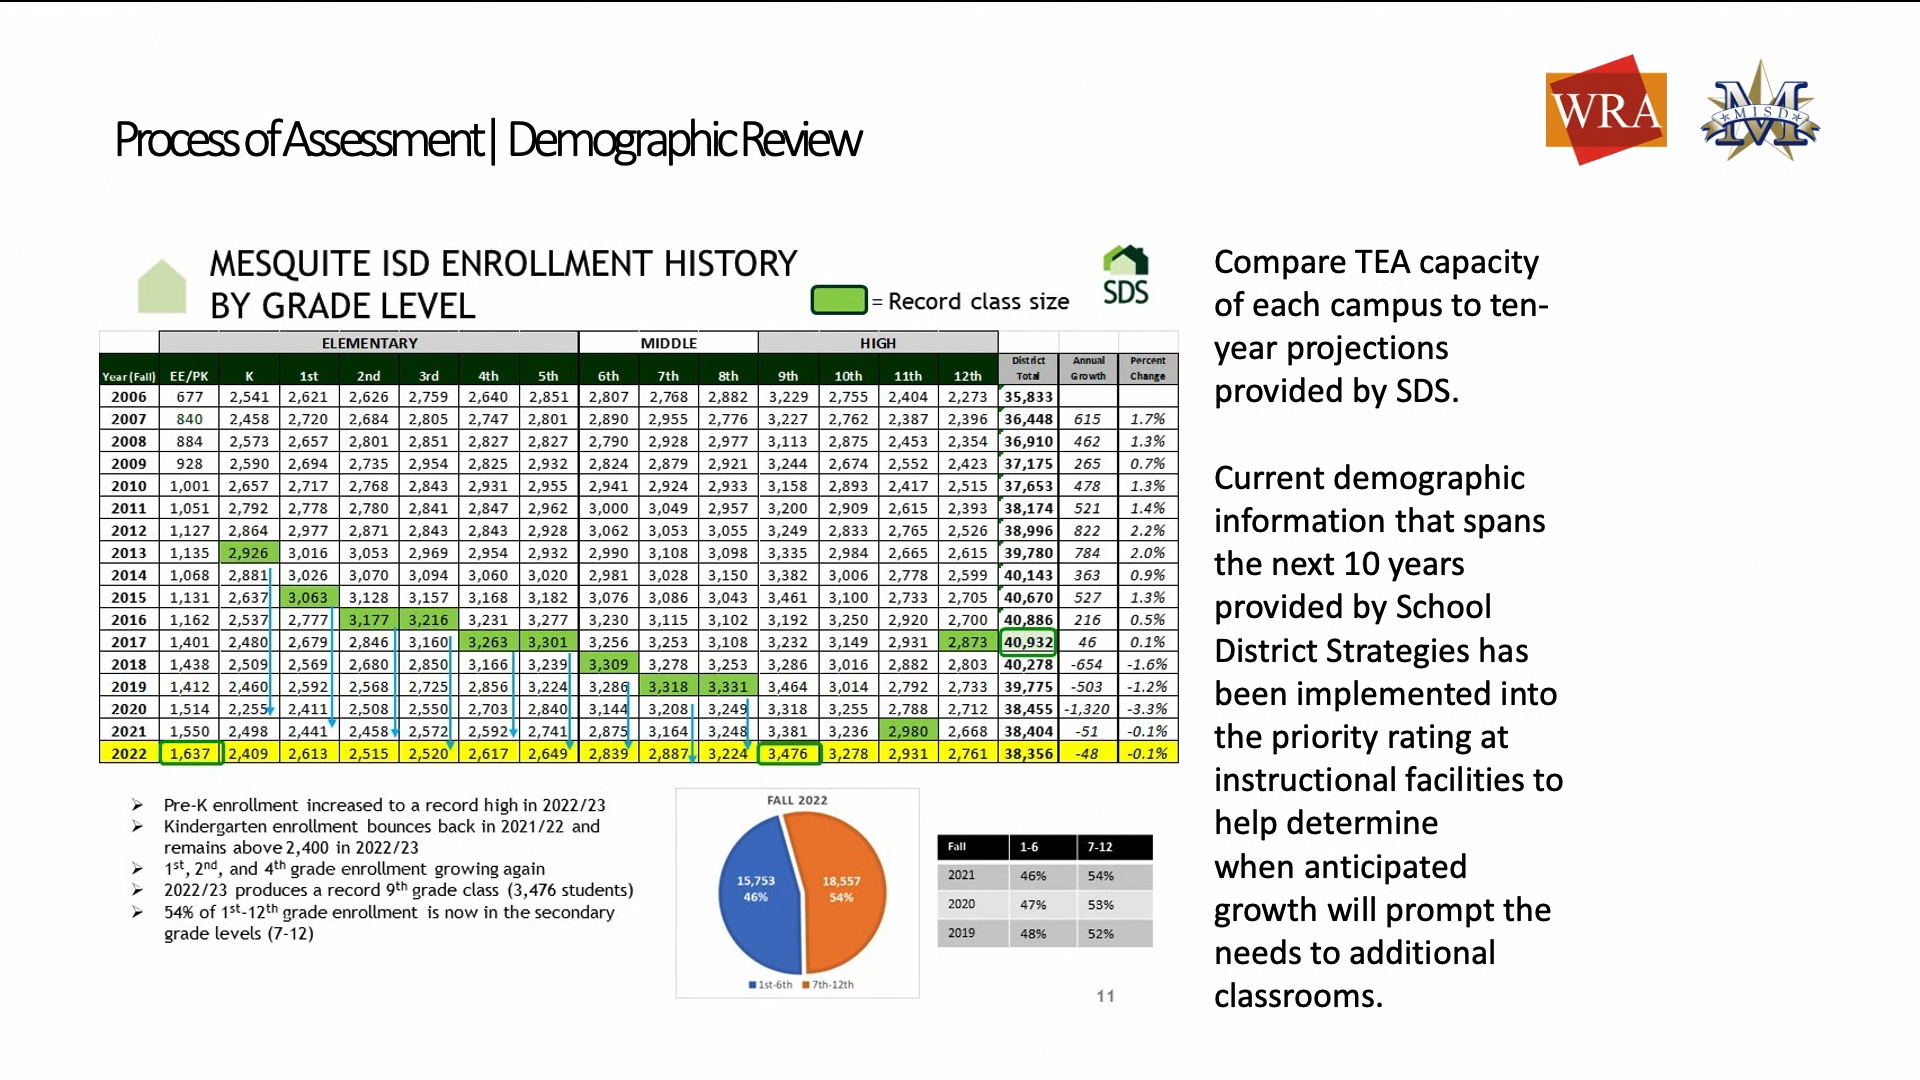 Process of Assessment| Demographic Review
WRA
MISD
M
MESQUITE ISD ENROLLMENT HISTORY
BY GRADE LEVEL
= Record class size
SDS
ELEMENTARY MIDDLE HIGH
Year (Fall) EE/PK K 1st 2nd 3rd 4th 5th 6th 7th 8th 9th 10th 11th 12th District Total Annual Growth Percent Change
2006 677 2,541 2,621 2,626 2,759 2,640 2,851 2,807 2,768 2,882 3,229 2,755 2,404 2,273 35,833
2007 840 2,458 2,720 2,684 2,805 2,747 2,801 2,890 2,955 2,776 3,227 2,762 2,387 2,396 36,448 615 1.7%
2008 884 2,573 2,657 2,801 2,851 2,827 2,827 2,790 2,928 2,977 3,113 2,875 2,453 2,354 36,910 462 1.3%
2009 928 2,590 2,694 2,735 2,954 2,825 2,932 2,824 2,879 2,921 3,244 2,674 2,552 2,423 37,175 265 0.7%
2010 1,001 2,657 2,717 2,768 2,843 2,931 2,955 2,941 2,924 2,933 3,158 2,893 2,417 2,515 37,653 478 1.3%
2011 1,051 2,792 2,778 2,780 2,841 2,847 2,962 3,000 3,049 2,957 3,200 2,909 2,615 2,393 38,174 521 1.4%
2012 1,127 2,864 2,977 2,871 2,843 2,843 2,928 3,062 3,053 3,055 3,249 2,833 2,765 2,526 38,996 822 2.2%
2013 1,135 2,926 3,016 3,053 2,969 2,954 2,932 2,990 3,108 3,098 3,335 2,984 2,665 2,615 39,780 784 2.0%
2014 1,068 2,881 3,026 3,070 3,094 3,060 3,020 2,981 3,028 3,150 3,382 3,006 2,778 2,599 40,143 363 0.9%
2015 1,131 2,637 3,063 3,128 3,157 3,168 3,182 3,076 3,086 3,043 3,461 3,100 2,733 2,705 40,670 527 1.3%
2016 1,162 2,537 2,777 3,177 3,216 3,231 3,277 3,230 3,115 3,102 3,192 3,250 2,920 2,700 40,886 216 0.5%
2017 1,401 2,480 2,679 2,846 3,160 3,263 3,301 3,256 3,253 3,108 3,232 3,149 2,931 2,873 40,932 46 0.1%
2018 1,438 2,509 2,569 2,680 2,850 3,166 3,239 3,309 3,278 3,253 3,286 3,016 2,882 2,803 40,278 -654 -1.6%
2019 1,412 2,460 2,592 2,568 2,725 2,856 3,224 3,286 3,318 3,331 3,464 3,014 2,792 2,733 39,775 -503 -1.2%
2020 1,514 2,255 2,411 2,508 2,550 2,703 2,840 3,144 3,208 3,249 3,318 3,255 2,788 2,712 38,455 -1,320 -3.3%
2021 1,550 2,498 2,441 2,458 2,572 2,592 2,741 2,875 3,164 3,248 3,381 3,236 2,980 2,668 38,404 -51 -0.1%
2022 1,637 2,409 2,613 2,515 2,520 2,617 2,649 2,839 2,887 3,224 3,476 3,278 2,931 2,761 38,356 -48 -0.1%
➢ Pre-K enrollment increased to a record high in 2022/23
➢ Kindergarten enrollment bounces back in 2021/22 and
remains above 2,400 in 2022/23
➢ 1st, 2nd, and 4th grade enrollment growing again
➢ 2022/23 produces a record 9th grade class (3,476 students)
➢ 54% of 1st-12th grade enrollment is now in the secondary
grade levels (7-12)
FALL 2022
15,753 18,557
46% 54%
1st-6th 7th-12th
Fall 1-6 7-12
2021 46% 54%
2020 47% 53%
2019 48% 52%
11
Compare TEA capacity
of each campus to ten-
year projections
provided by SDS.
Current demographic
information that spans
the next 10 years
provided by School
District Strategies has
been implemented into
the priority rating at
instructional facilities to
help determine
when anticipated
growth will prompt the
needs to additional
classrooms.